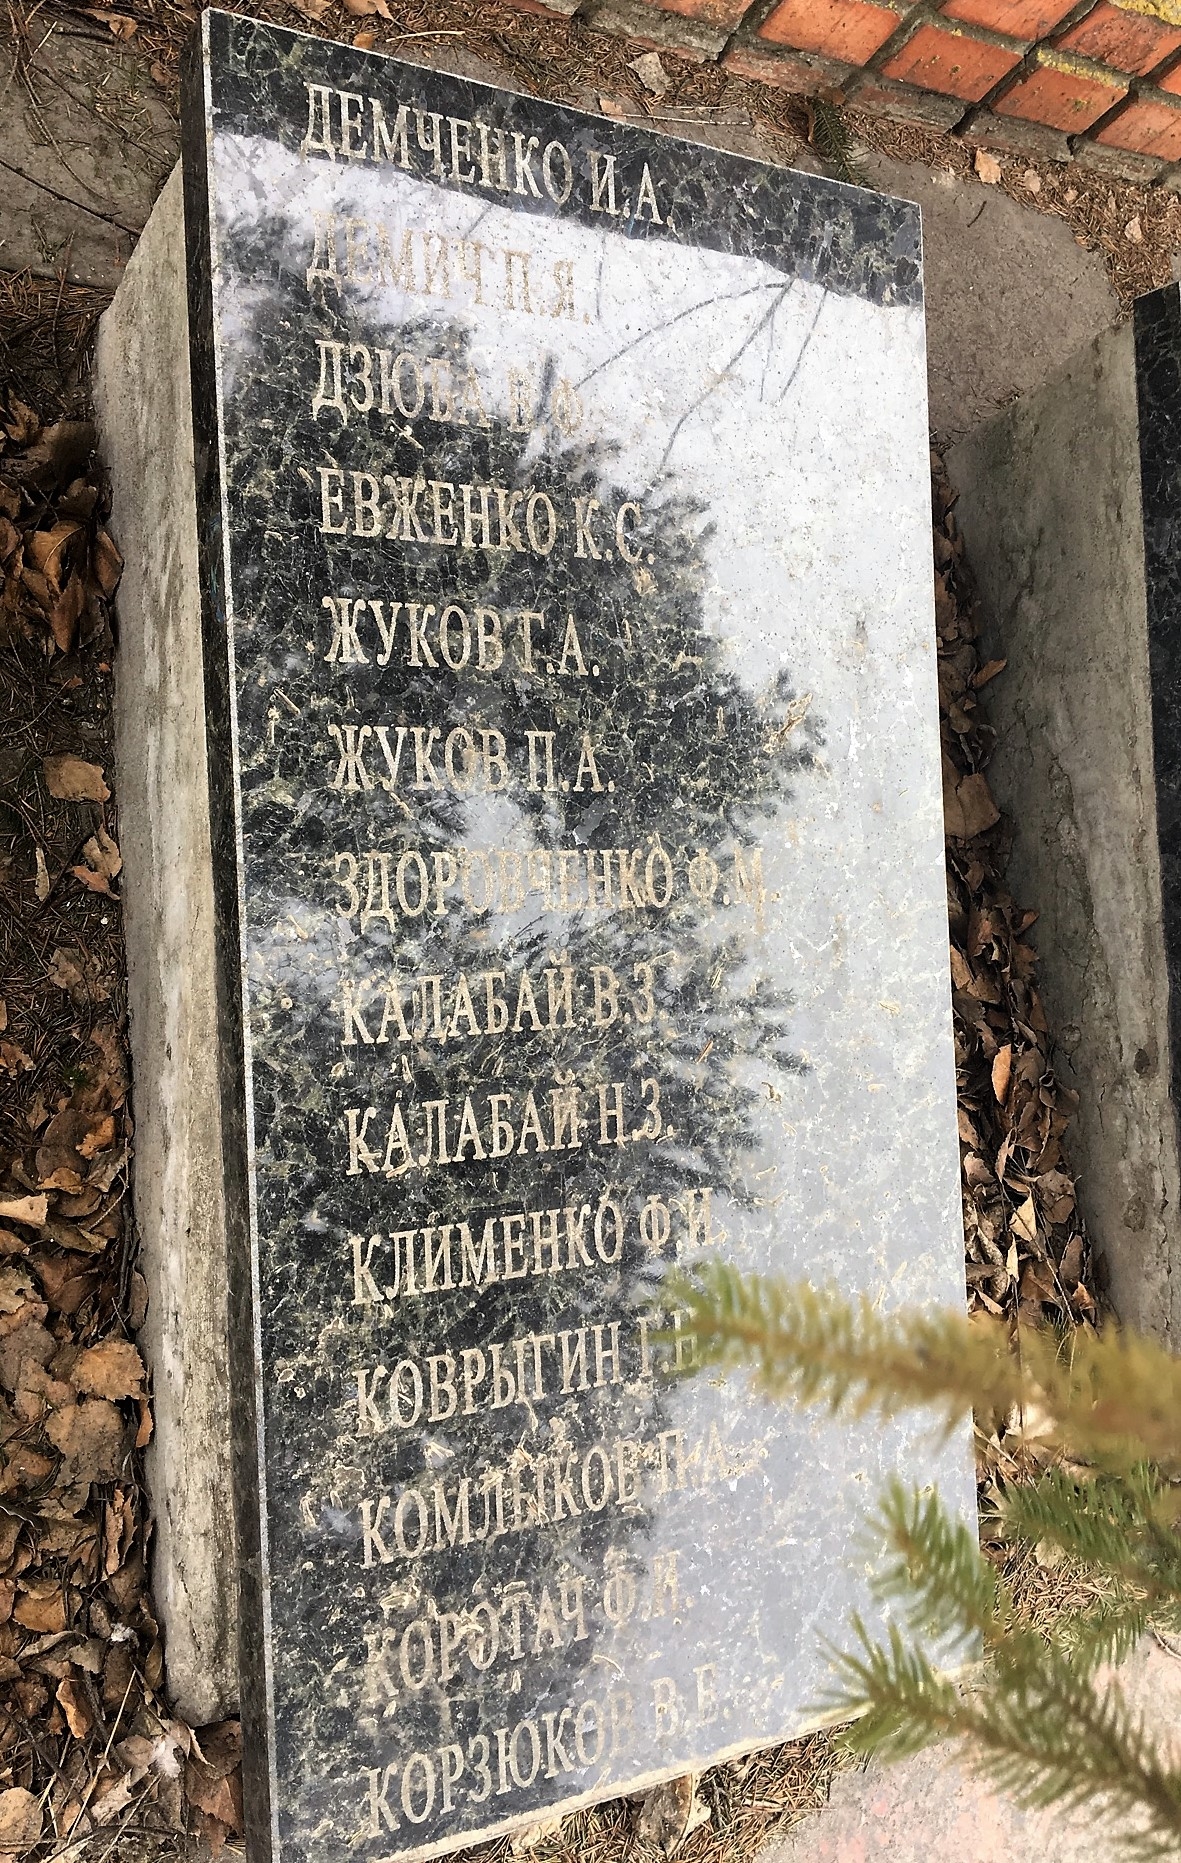 ДЕМЧЕНКО И.А.
ДЕМИЧ П.Я.
ДЗЮБА В.Ф.
ЕВЖЕНКО К.С.
ЖУКОВ Г.А.
ЖУКОВ П.А.
ЗДОРОВЧЕНКО Ф.М.
КАЛАБАЙ В.З.
КАЛАБАЙ Н.З.
КЛИМЕНКО Ф.И.
КОВРЫГИН
КОМЛЫКОВ П.А.
КОРОТАЧ Ф.И.
КОРЗЮКОВ В.Е.